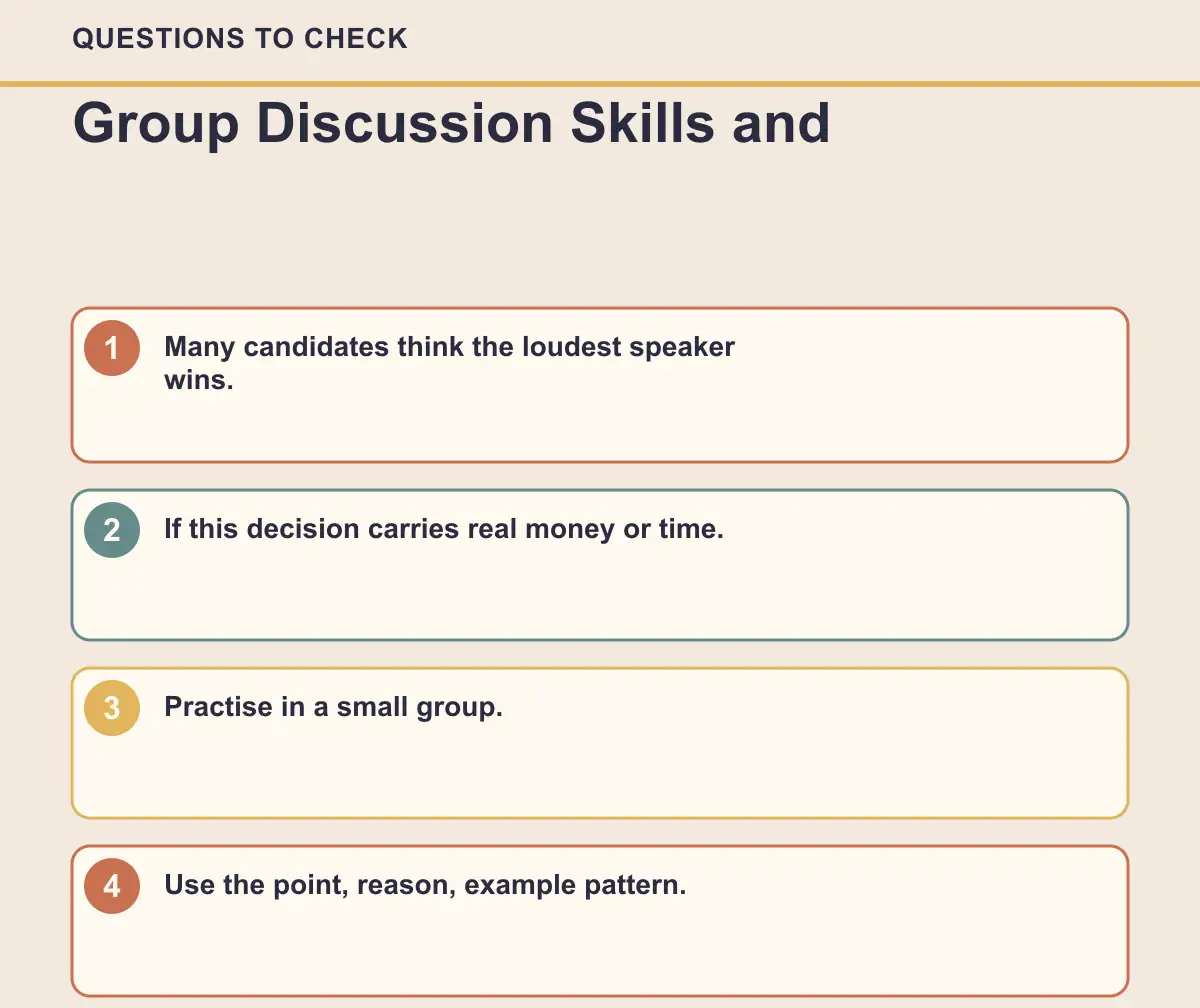 QUESTIONS TO CHECK
Group Discussion Skills and
1
Many candidates think the loudest speaker
wins.
2
If this decision carries real money or time.
3
Practise in a small group.
4
Use the point, reason, example pattern.